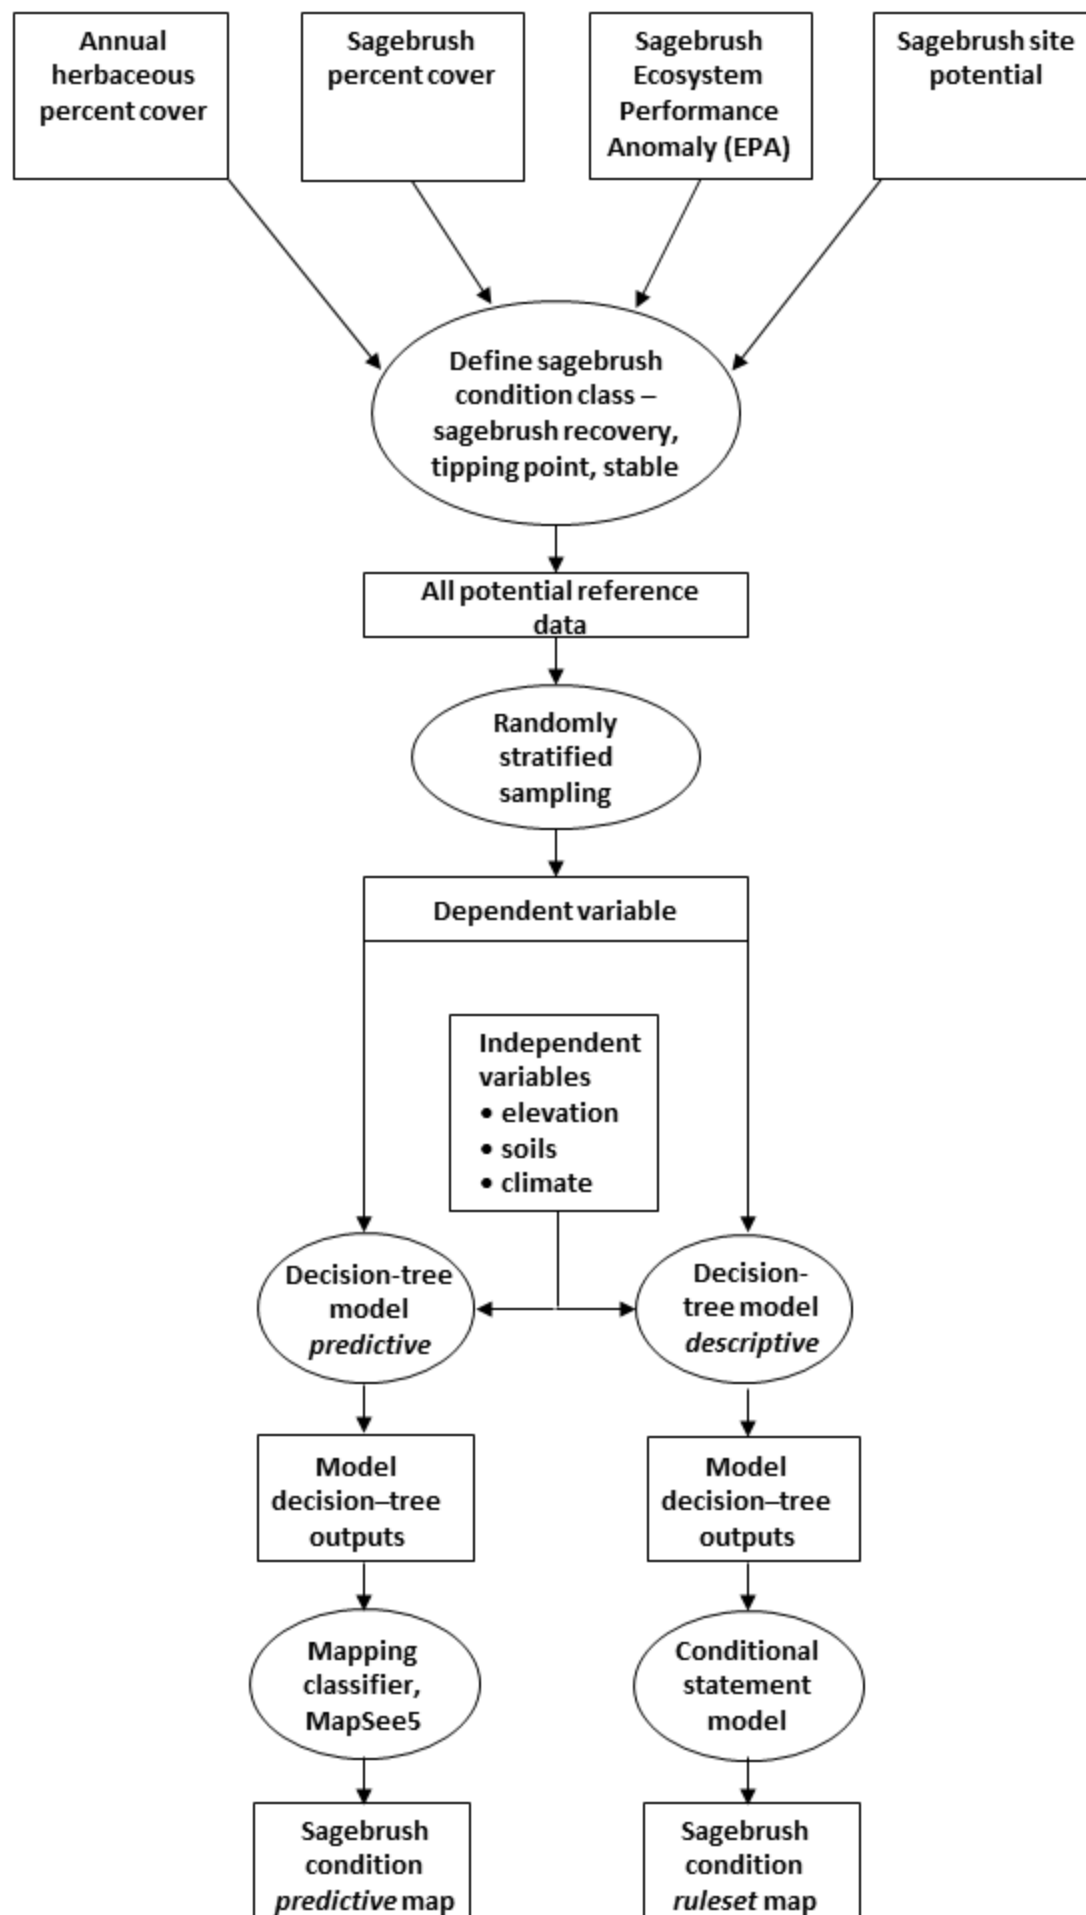 Annual
herbaceous
percent cover
Sagebrush
percent cover
Sagebrush
Ecosystem
Performance
Anomaly (EPA)
Sagebrush site
potential
Define sagebrush
condition class –
sagebrush recovery,
tipping point, stable
All potential reference
data
Randomly
stratified
sampling
Dependent variable
Independent
variables
• elevation
• soils
• climate
Decision-tree
model
predictive
Decision-
tree model
descriptive
Model
decision–tree
outputs
Model
decision–tree
outputs
Mapping
classifier,
MapSee5
Conditional
statement
model
Sagebrush
condition
predictive map
Sagebrush
condition
ruleset map